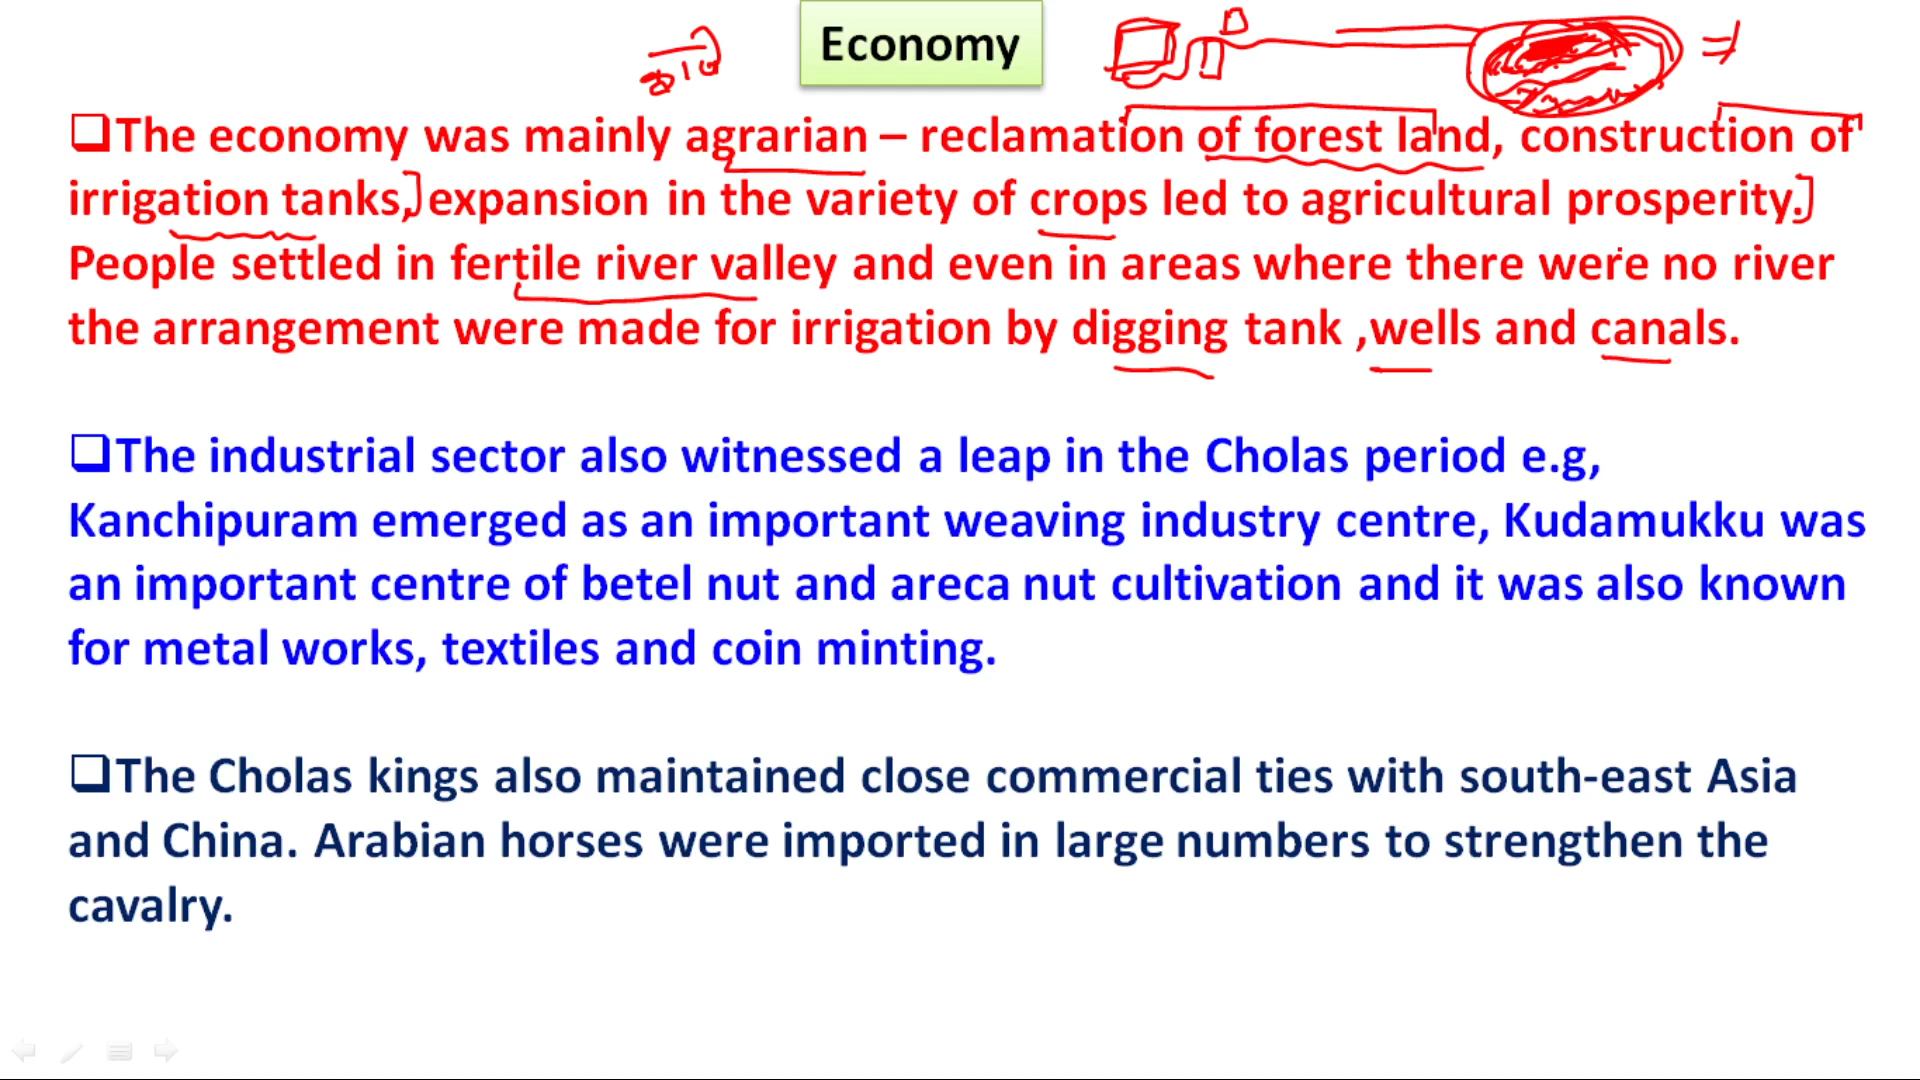 Economy
❑The economy was mainly agrarian – reclamation of forest land, construction of
irrigation tanks, expansion in the variety of crops led to agricultural prosperity.
People settled in fertile river valley and even in areas where there were no river
the arrangement were made for irrigation by digging tank ,wells and canals.
❑The industrial sector also witnessed a leap in the Cholas period e.g,
Kanchipuram emerged as an important weaving industry centre, Kudamukku was
an important centre of betel nut and areca nut cultivation and it was also known
for metal works, textiles and coin minting.
❑The Cholas kings also maintained close commercial ties with south-east Asia
and China. Arabian horses were imported in large numbers to strengthen the
cavalry.